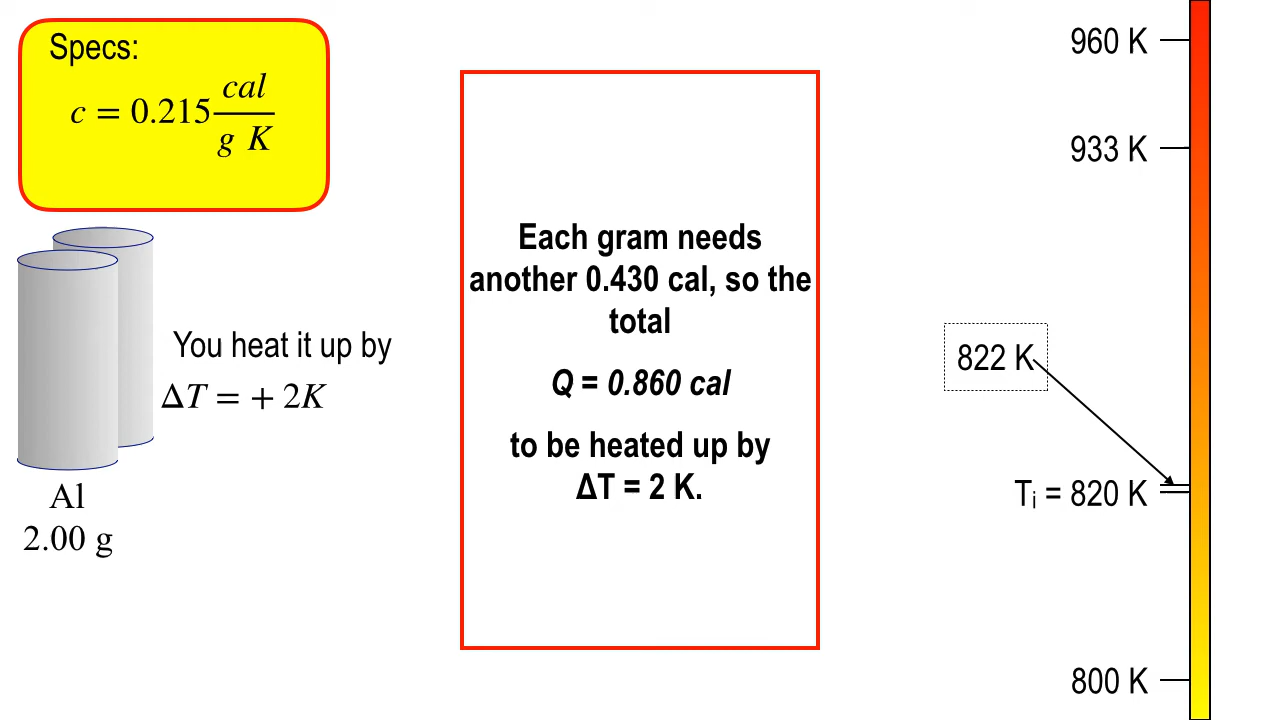 Specs:
c = 0.215 cal / g K
You heat it up by
ΔT = + 2K
Al
2.00 g
Each gram needs
another 0.430 cal, so the
total
Q = 0.860 cal
to be heated up by
ΔT = 2 K.
960 K
933 K
822 K
Tᵢ = 820 K
800 K